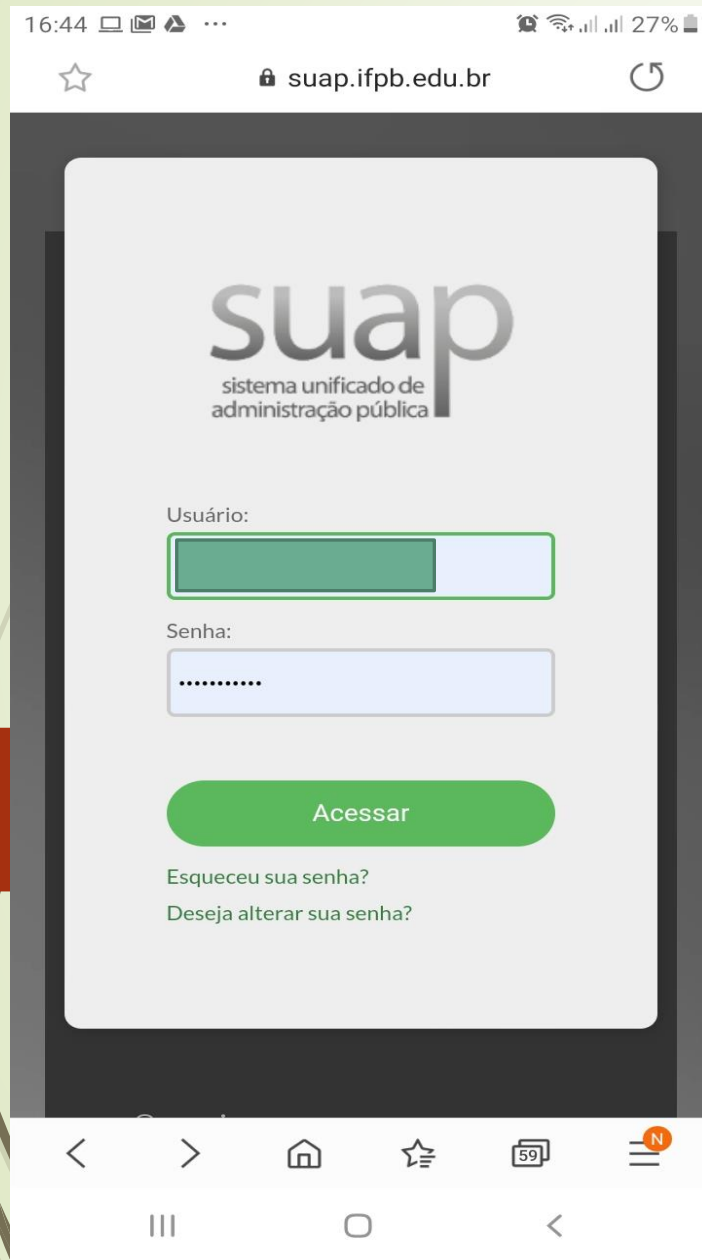 16:44 ... 27%
suap.ifpb.edu.br
suap
sistema unificado de
administração pública
Usuário:
Senha:
•••••••••••
Acessar
Esqueceu sua senha?
Deseja alterar sua senha?
59
N